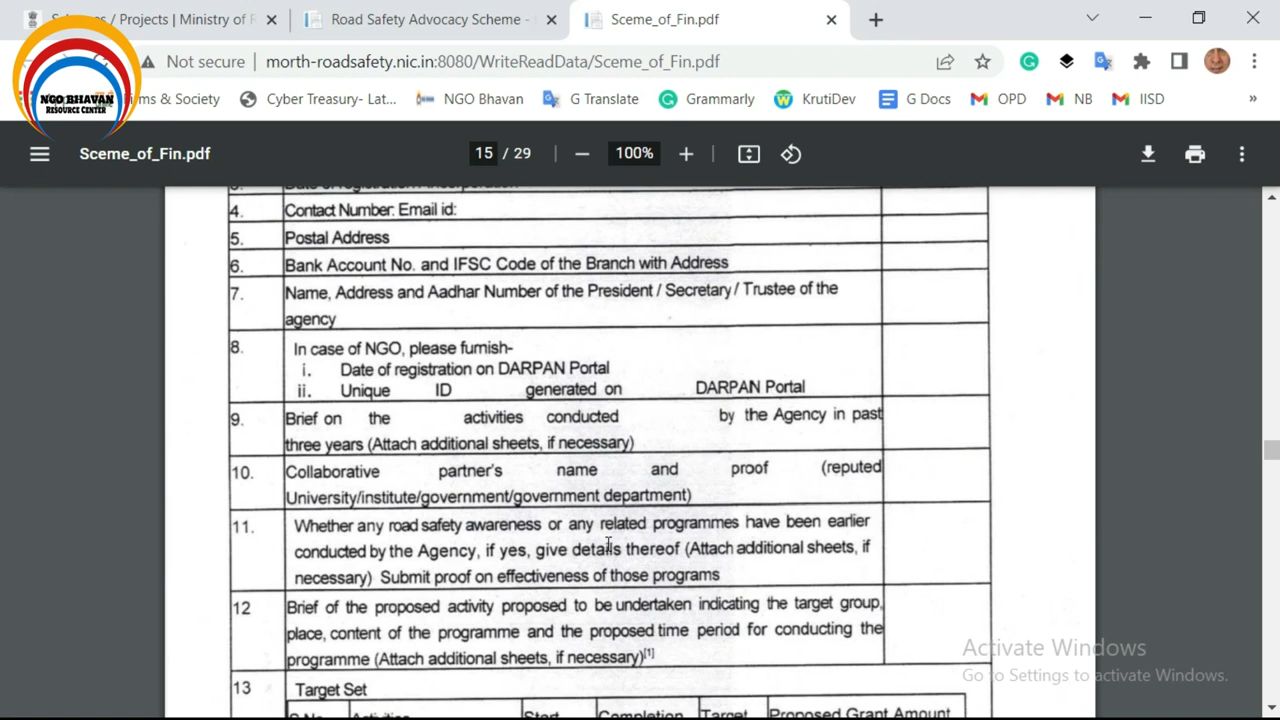 Schemes / Projects | Ministry of R
Road Safety Advocacy Scheme -
Sceme_of_Fin.pdf
Not secure
morth-roadsafety.nic.in:8080/WriteReadData/Sceme_of_Fin.pdf
NGO BHAVAN
RESOURCE CENTER
ms & Society
Cyber Treasury- Lat...
NGO Bhavan
G Translate
Grammarly
KrutiDev
G Docs
OPD
NB
IISD
»
Sceme_of_Fin.pdf
15 / 29
100%
4. Contact Number. Email id:
5. Postal Address
6. Bank Account No. and IFSC Code of the Branch with Address
7. Name, Address and Aadhar Number of the President / Secretary / Trustee of the
agency
8. In case of NGO, please furnish-
i. Date of registration on DARPAN Portal
ii. Unique ID generated on DARPAN Portal
9. Brief on the activities conducted by the Agency in past
three years (Attach additional sheets, if necessary)
10. Collaborative partner's name and proof (reputed
University/institute/government/government department)
11. Whether any road safety awareness or any related programmes have been earlier
conducted by the Agency, if yes, give details thereof (Attach additional sheets, if
necessary) Submit proof on effectiveness of those programs
12 Brief of the proposed activity proposed to be undertaken indicating the target group,
place, content of the programme and the proposed time period for conducting the
programme (Attach additional sheets, if necessary)[1]
13 Target Set
S.No Activities Start Completion Target Proposed Grant Amount
Activate Windows
Go to Settings to activate Windows.